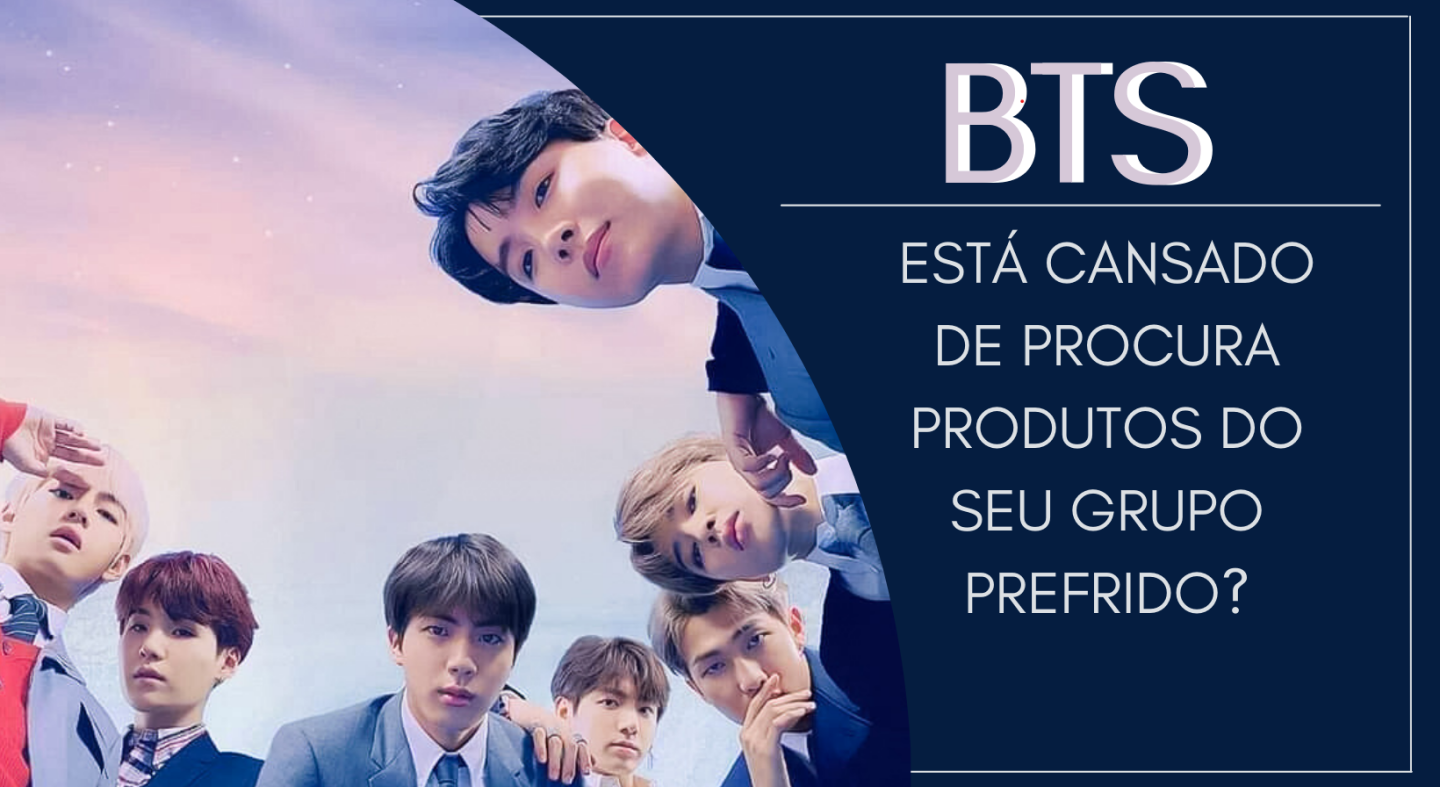 BTS
ESTÁ CANSADO
DE PROCURA
PRODUTOS DO
SEU GRUPO
PREFRIDO?